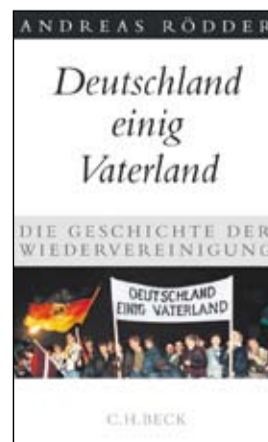 ANDREAS RÖDDER
Deutschland
einig
Vaterland
DIE GESCHICHTE DER
WIEDERVEREINIGUNG
DEUTSCHLAND
EINIG VATERLAND
C.H.BECK